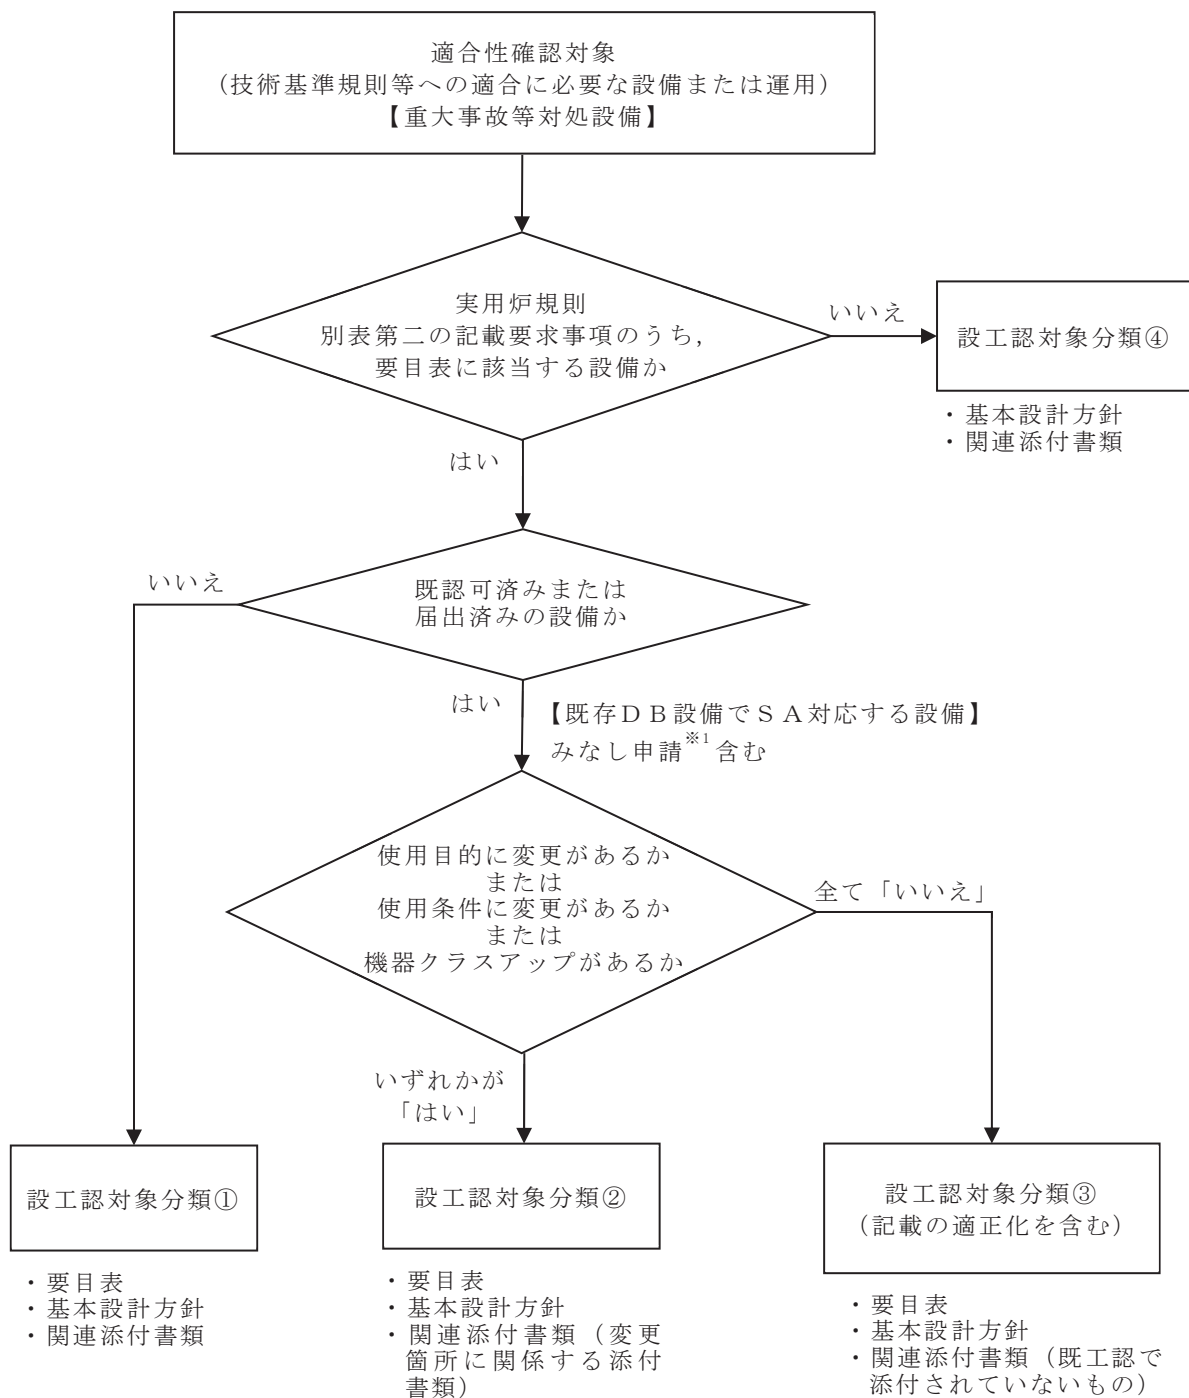 適合性確認対象
（技術基準規則等への適合に必要な設備または運用）
【重大事故等対処設備】
実用炉規則
別表第二の記載要求事項のうち，
要目表に該当する設備か
いいえ
設工認対象分類④
・基本設計方針
・関連添付書類
はい
既認可済みまたは
届出済みの設備か
いいえ
はい
【既存ＤＢ設備でＳＡ対応する設備】
みなし申請※1含む
使用目的に変更があるか
または
使用条件に変更があるか
または
機器クラスアップがあるか
全て「いいえ」
いずれかが
「はい」
設工認対象分類①
・要目表
・基本設計方針
・関連添付書類
設工認対象分類②
・要目表
・基本設計方針
・関連添付書類（変更
箇所に関係する添付
書類）
設工認対象分類③
（記載の適正化を含む）
・要目表
・基本設計方針
・関連添付書類（既工認で
添付されていないもの）